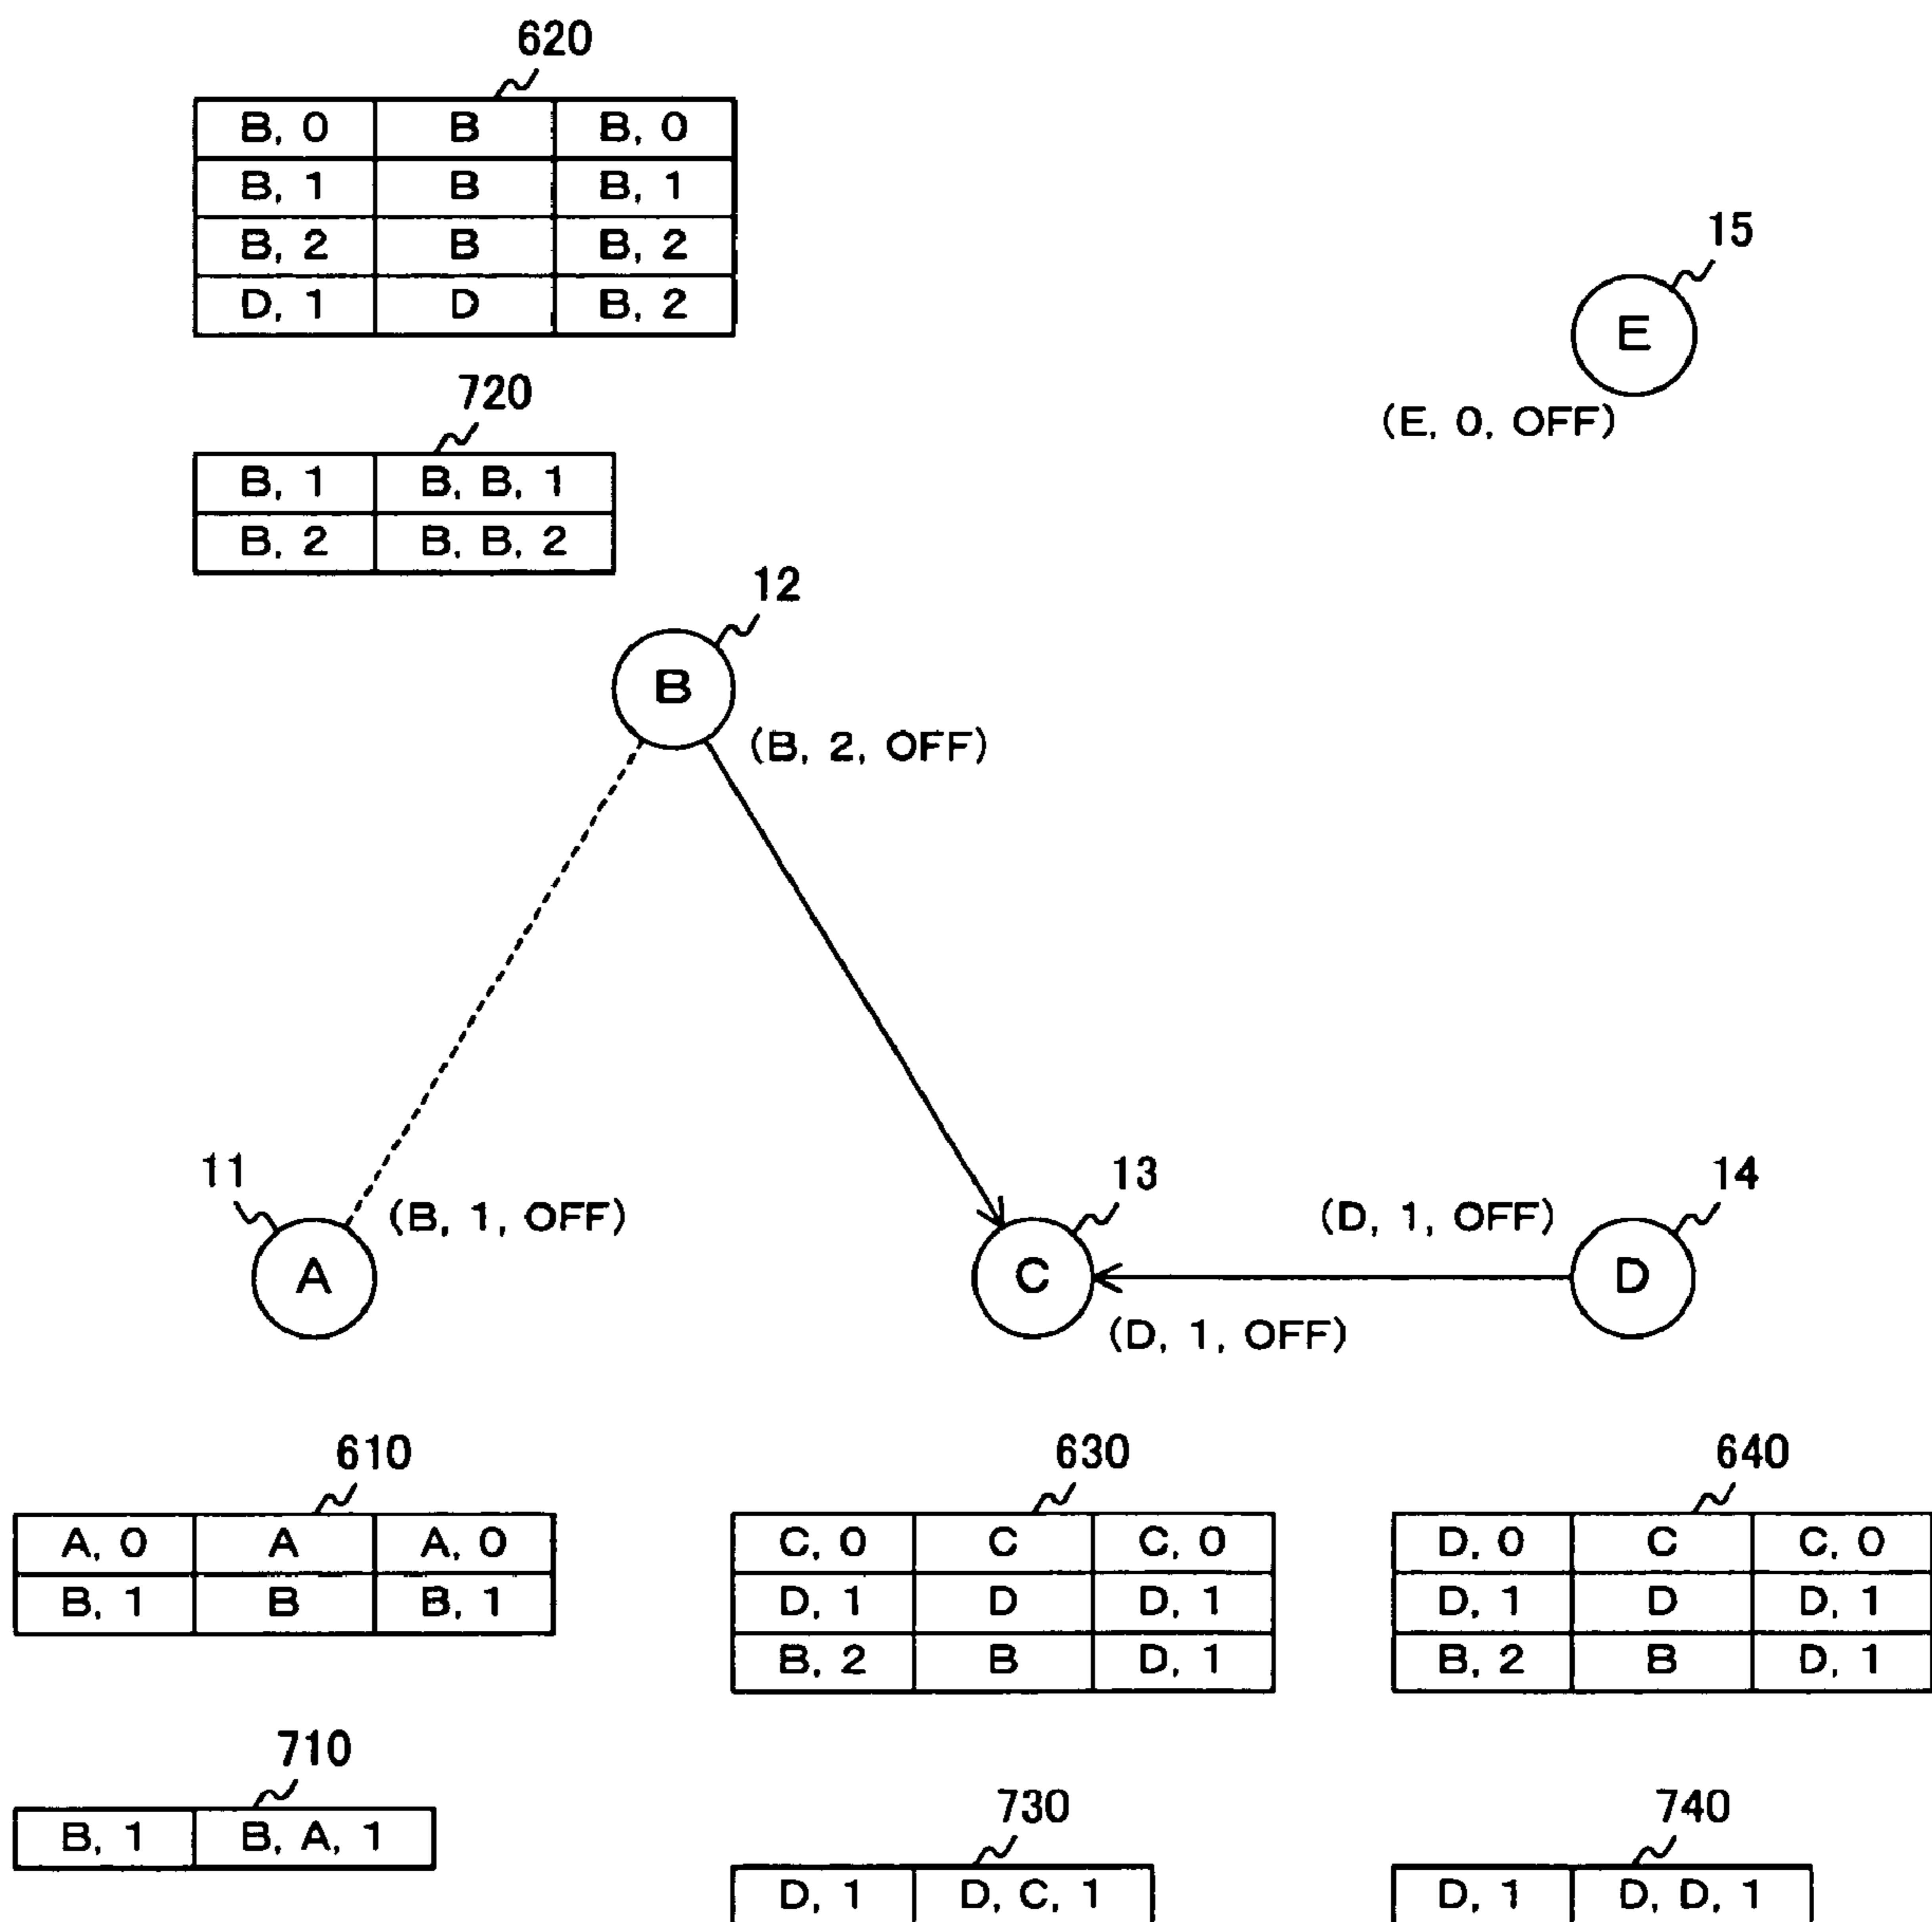 620
B, 0 B B, 0
B, 1 B B, 1
B, 2 B B, 2
D, 1 D B, 2
15
E
(E, 0, OFF)
720
B, 1 B, B, 1
B, 2 B, B, 2
12
B
(B, 2, OFF)
11
A
(B, 1, OFF)
13
C
(D, 1, OFF)
(D, 1, OFF)
14
D
610
A, 0 A A, 0
B, 1 B B, 1
630
C, 0 C C, 0
D, 1 D D, 1
B, 2 B D, 1
640
D, 0 C C, 0
D, 1 D D, 1
B, 2 B D, 1
710
B, 1 B, A, 1
730
D, 1 D, C, 1
740
D, 1 D, D, 1